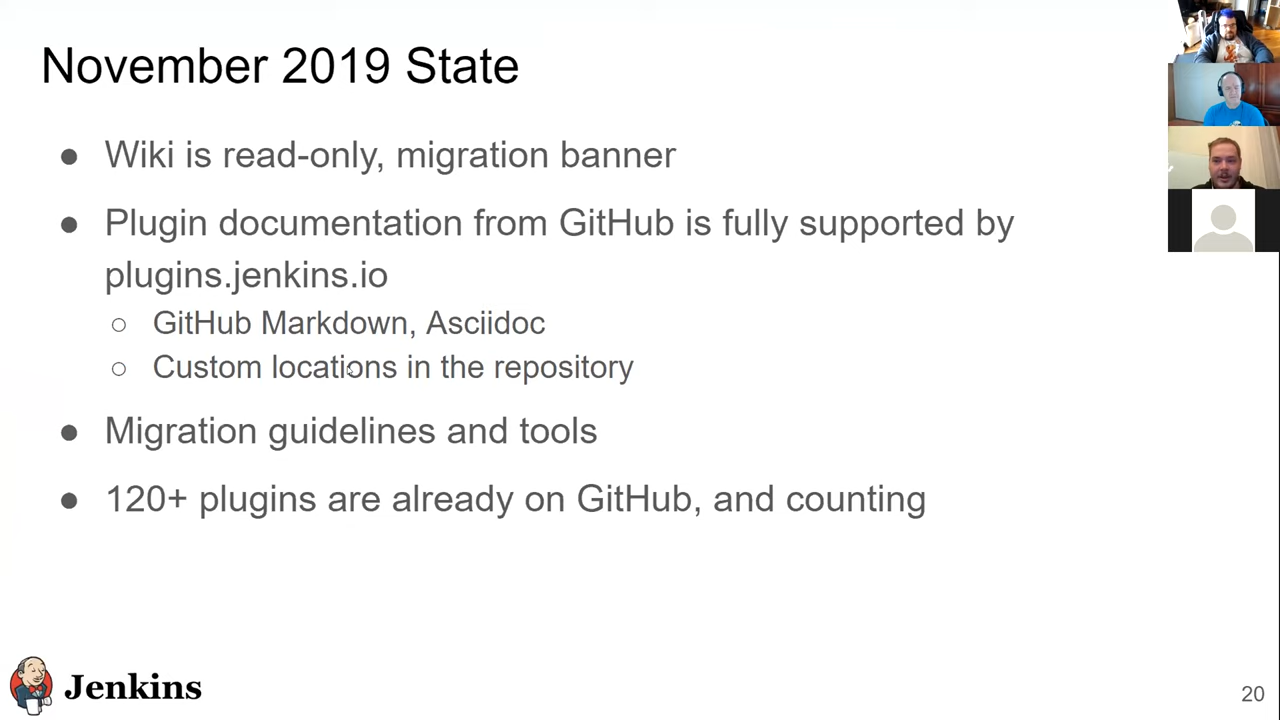 November 2019 State
● Wiki is read-only, migration banner
● Plugin documentation from GitHub is fully supported by
plugins.jenkins.io
○ GitHub Markdown, Asciidoc
○ Custom locations in the repository
● Migration guidelines and tools
● 120+ plugins are already on GitHub, and counting
Jenkins
20